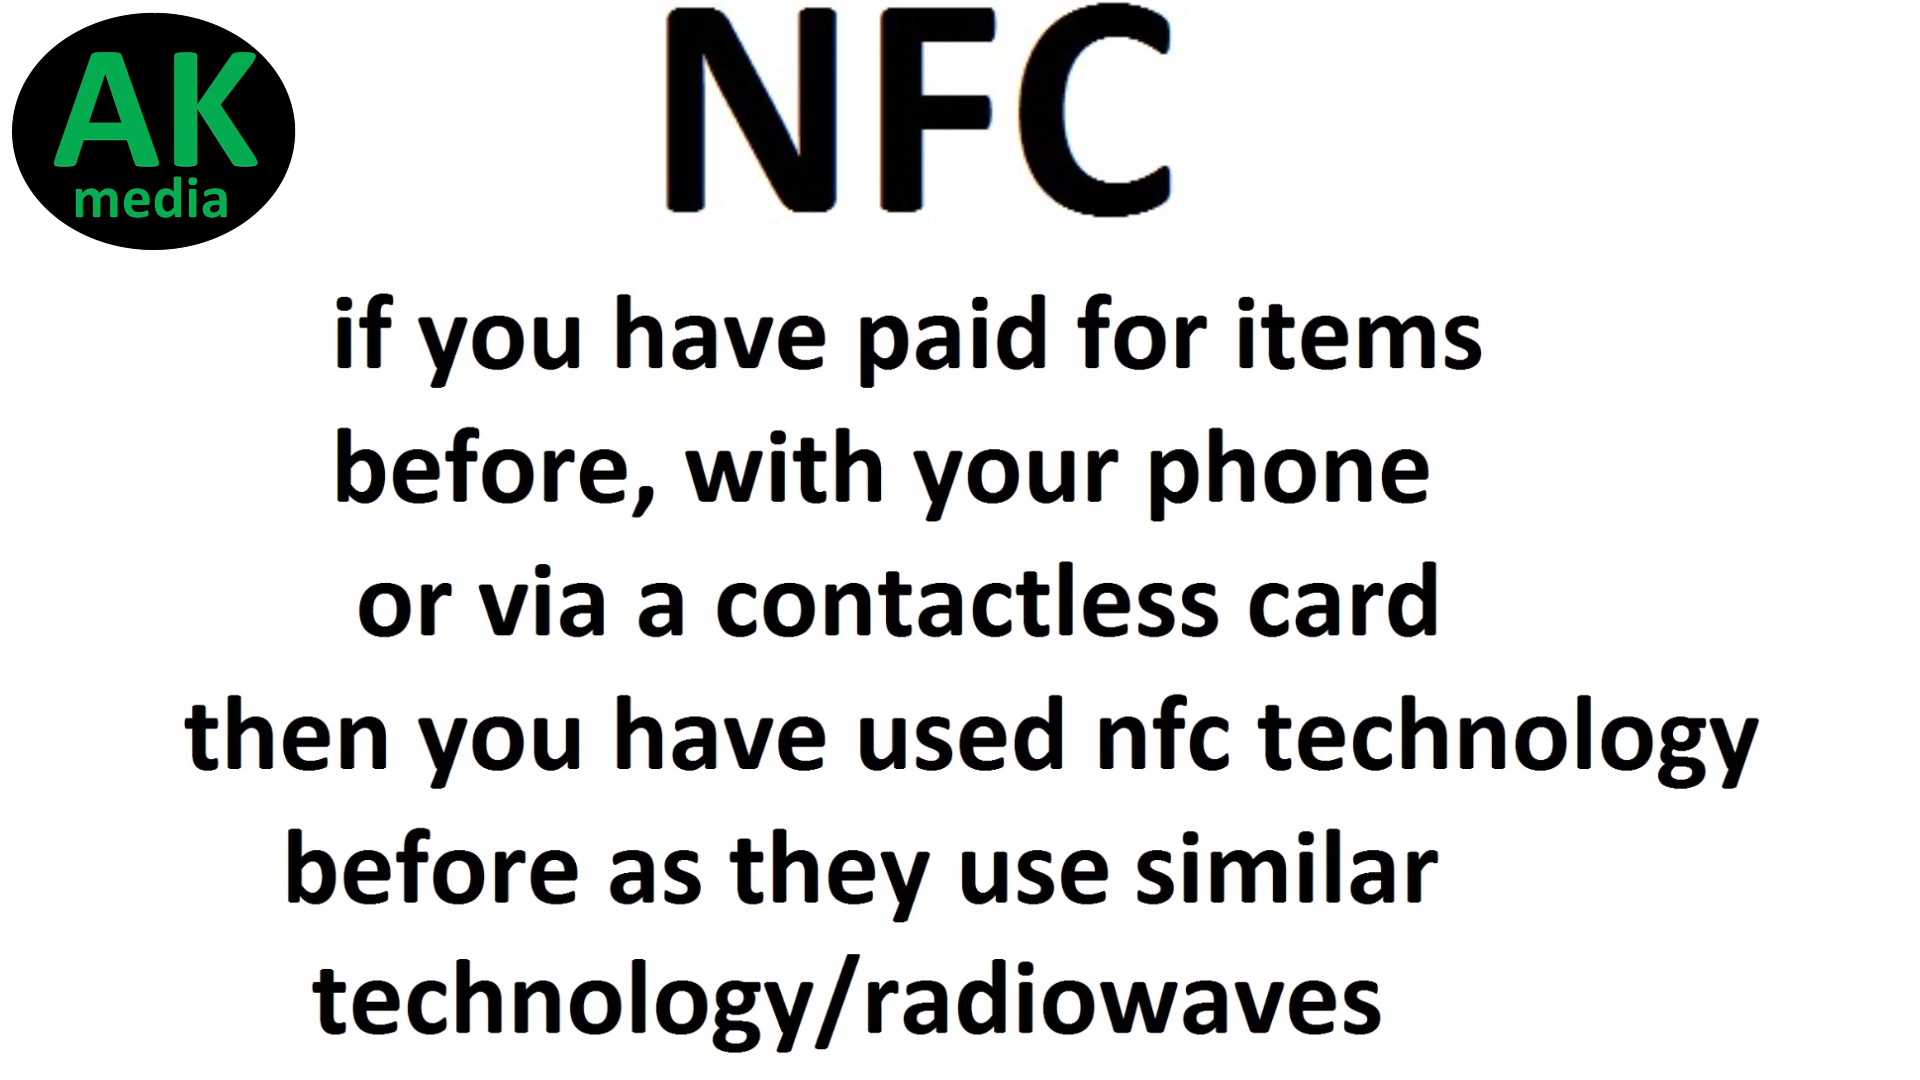 AK
media
NFC
if you have paid for items
before, with your phone
or via a contactless card
then you have used nfc technology
before as they use similar
technology/radiowaves